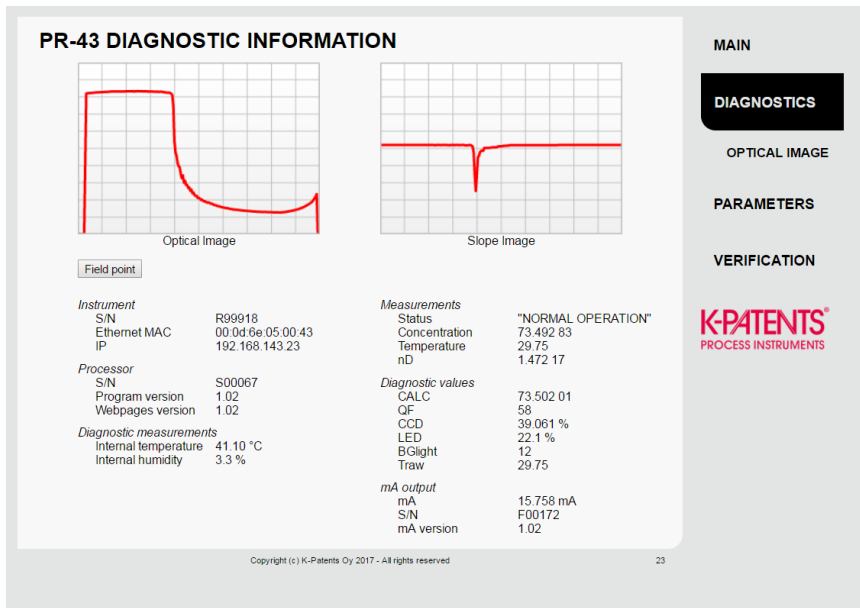 PR-43 DIAGNOSTIC INFORMATION
Optical Image
Slope Image
Field point
Instrument
S/N R99918
Ethernet MAC 00:0d:6e:05:00:43
IP 192.168.143.23
Processor
S/N S00067
Program version 1.02
Webpages version 1.02
Diagnostic measurements
Internal temperature 41.10 °C
Internal humidity 3.3 %
Measurements
Status "NORMAL OPERATION"
Concentration 73.492 83
Temperature 29.75
nD 1.472 17
Diagnostic values
CALC 73.502 01
QF 58
CCD 39.061 %
LED 22.1 %
BGlight 12
Traw 29.75
mA output
mA 15.758 mA
S/N F00172
mA version 1.02
MAIN
DIAGNOSTICS
OPTICAL IMAGE
PARAMETERS
VERIFICATION
K-PATENTS®
PROCESS INSTRUMENTS
Copyright (c) K-Patents Oy 2017 - All rights reserved
23